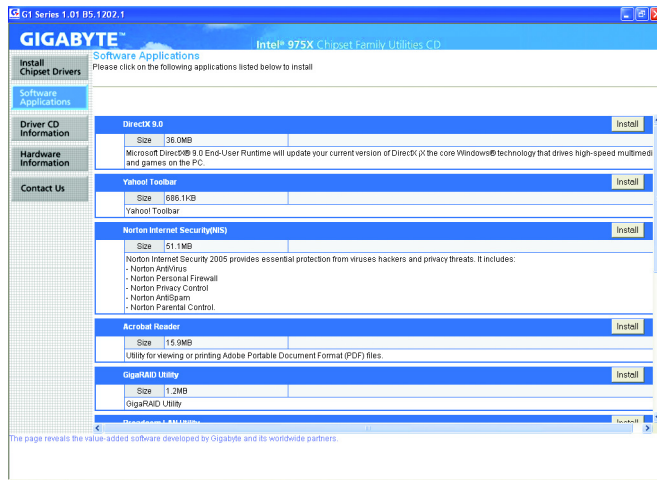 G1 Series 1.01 B5.1202.1
GIGABYTE™
Intel® 975X Chipset Family Utilities CD
Install
Chipset Drivers
Software
Applications
Driver CD
Information
Hardware
Information
Contact Us
Software Applications
Please click on the following applications listed below to install
DirectX 9.0
Install
Size 36.0MB
Microsoft DirectX® 9.0 End-User Runtime will update your current version of DirectX ¡X the core Windows® technology that drives high-speed multimedi
and games on the PC.
Yahoo! Toolbar
Install
Size 686.1KB
Yahoo! Toolbar
Norton Internet Security(NIS)
Install
Size 51.1MB
Norton Internet Security 2005 provides essential protection from viruses hackers and privacy threats. It includes:
- Norton AntiVirus
- Norton Personal Firewall
- Norton Privacy Control
- Norton AntiSpam
- Norton Parental Control.
Acrobat Reader
Install
Size 15.9MB
Utility for viewing or printing Adobe Portable Document Format (PDF) files.
GigaRAID Utility
Install
Size 1.2MB
GigaRAID Utility
Install
The page reveals the value-added software developed by Gigabyte and its worldwide partners.